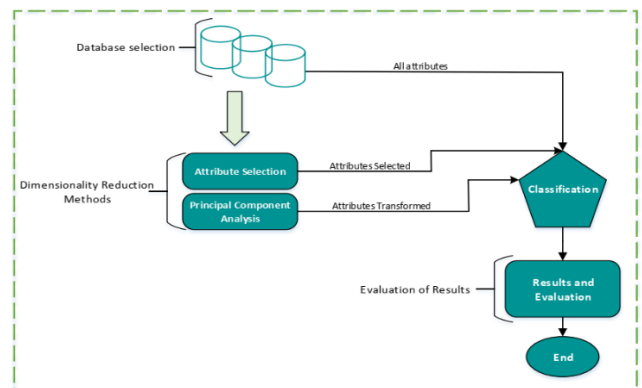 Database selection
All attributes
Attribute Selection
Attributes Selected
Dimensionality Reduction
Methods
Principal Component
Analysis
Attributes Transformed
Classification
Evaluation of Results
Results and
Evaluation
End